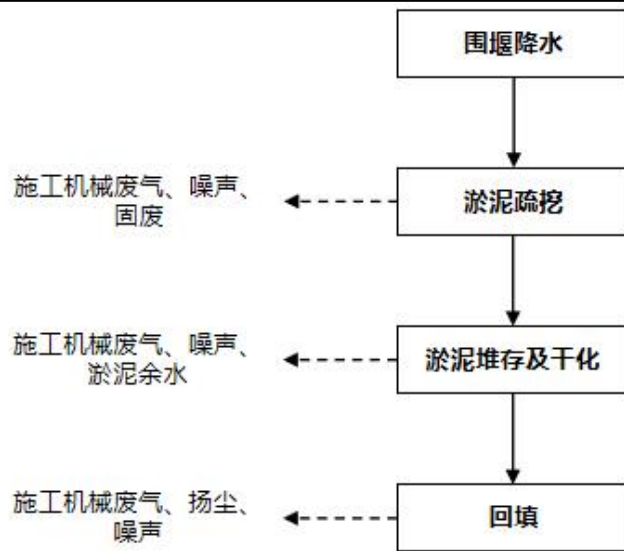 围堰降水
施工机械废气、噪声、
固废
淤泥疏挖
施工机械废气、噪声、
淤泥余水
淤泥堆存及干化
施工机械废气、扬尘、
噪声
回填